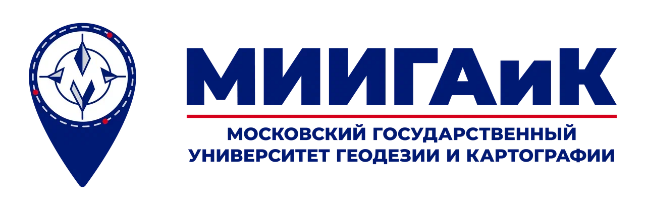 МИИГАиК
МОСКОВСКИЙ ГОСУДАРСТВЕННЫЙ
УНИВЕРСИТЕТ ГЕОДЕЗИИ И КАРТОГРАФИИ